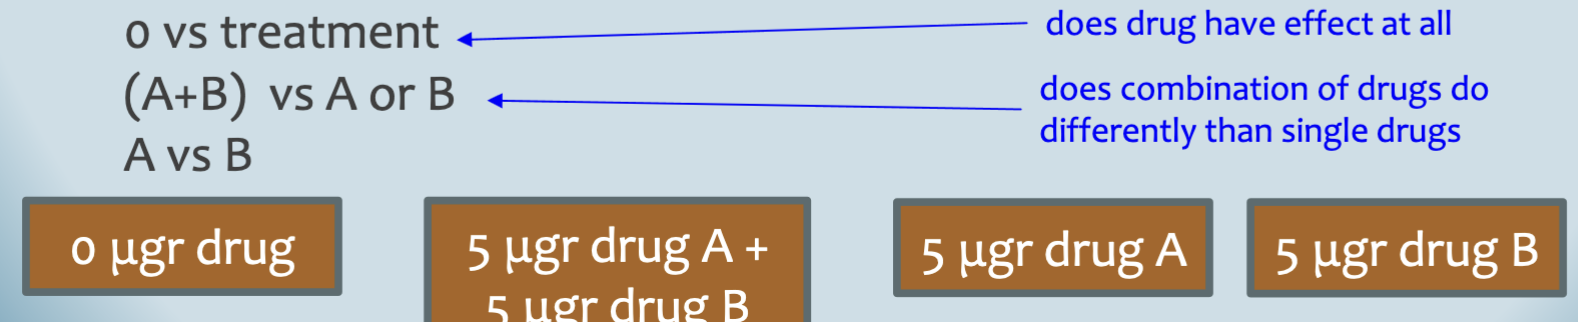 0 vs treatment
does drug have effect at all
(A+B) vs A or B
does combination of drugs do
differently than single drugs
A vs B
0 µgr drug
5 µgr drug A +
5 µgr drug B
5 µgr drug A
5 µgr drug B